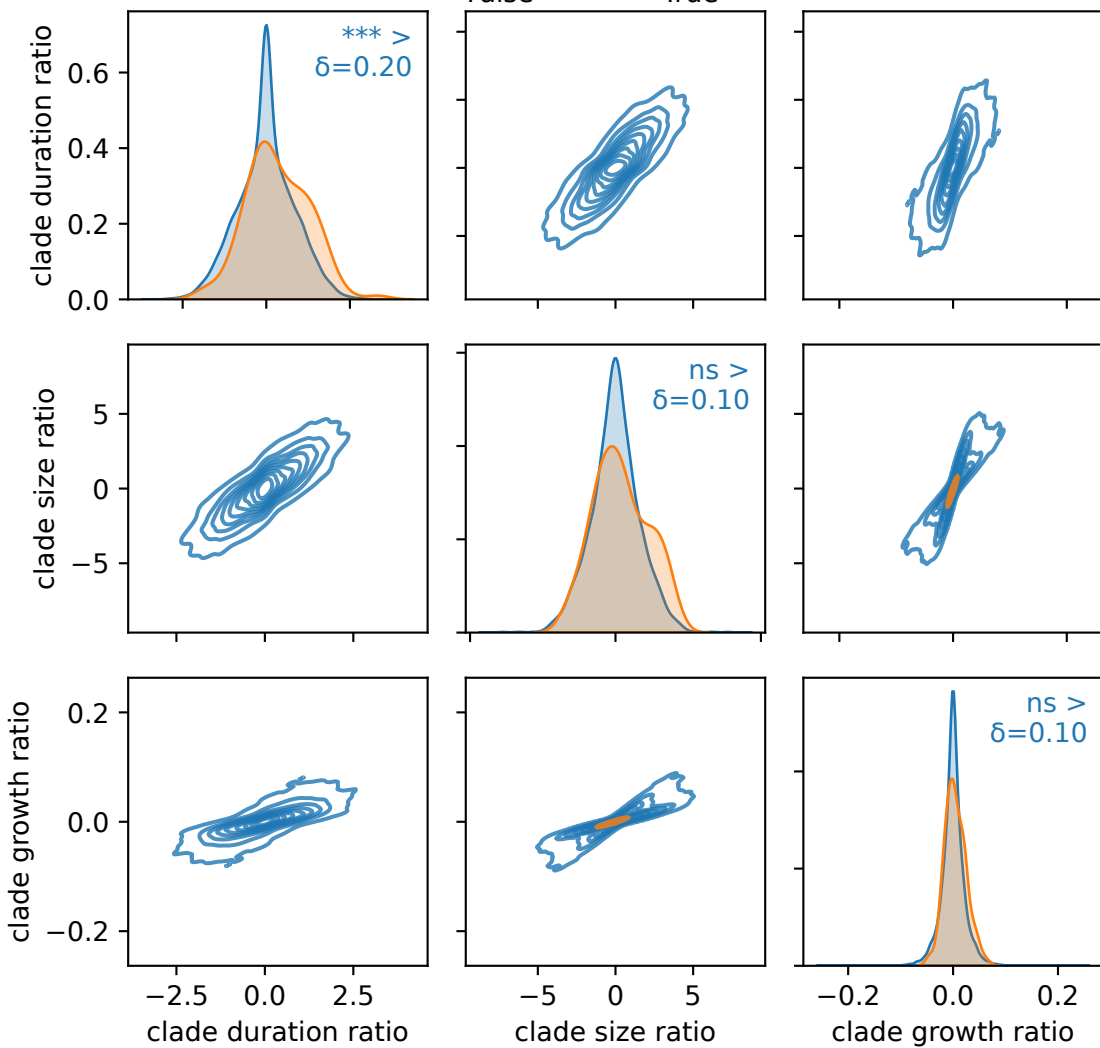 True
clade duration ratio
0.6
0.4
0.2
0.0
*** >
δ=0.20
clade size ratio
5
0
−5
ns >
δ=0.10
clade growth ratio
0.2
0.0
−0.2
ns >
δ=0.10
−2.5 0.0 2.5
−5 0 5
−0.2 0.0 0.2
clade duration ratio
clade size ratio
clade growth ratio